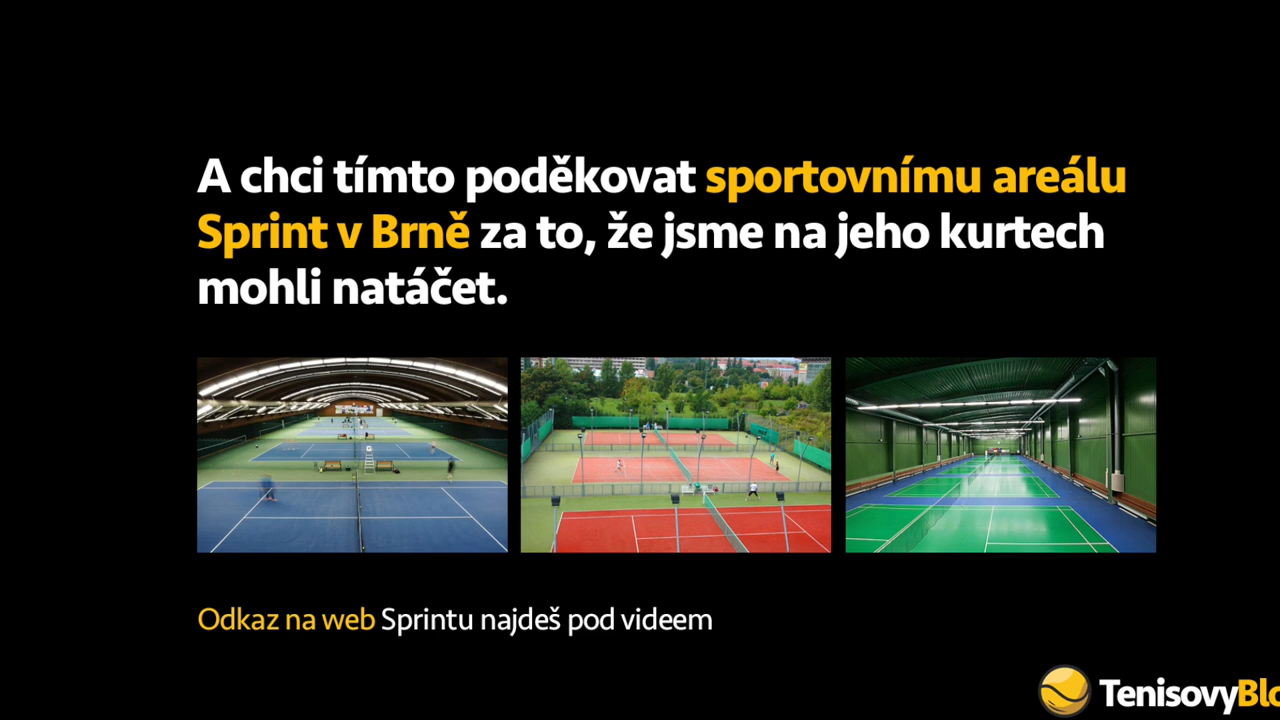 A chci tímto poděkovat sportovnímu areálu
Sprint v Brně za to, že jsme na jeho kurtech
mohli natáčet.
Odkaz na web Sprintu najdeš pod videem
TenisovyBlo